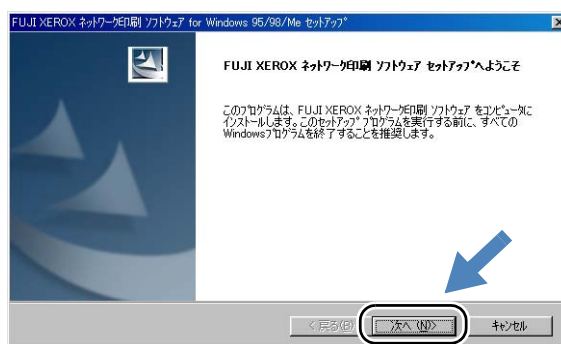 FUJI XEROX ネットワーク印刷 ソフトウェア for Windows 95/98/Me セットアップ
FUJI XEROX ネットワーク印刷 ソフトウェア セットアップへようこそ
このプログラムは、FUJI XEROX ネットワーク印刷 ソフトウェア をコンピュータに
インストールします。このセットアップ プログラムを実行する前に、すべての
Windowsプログラムを終了することを推奨します。
< 戻る(B)
次へ (N)>
キャンセル